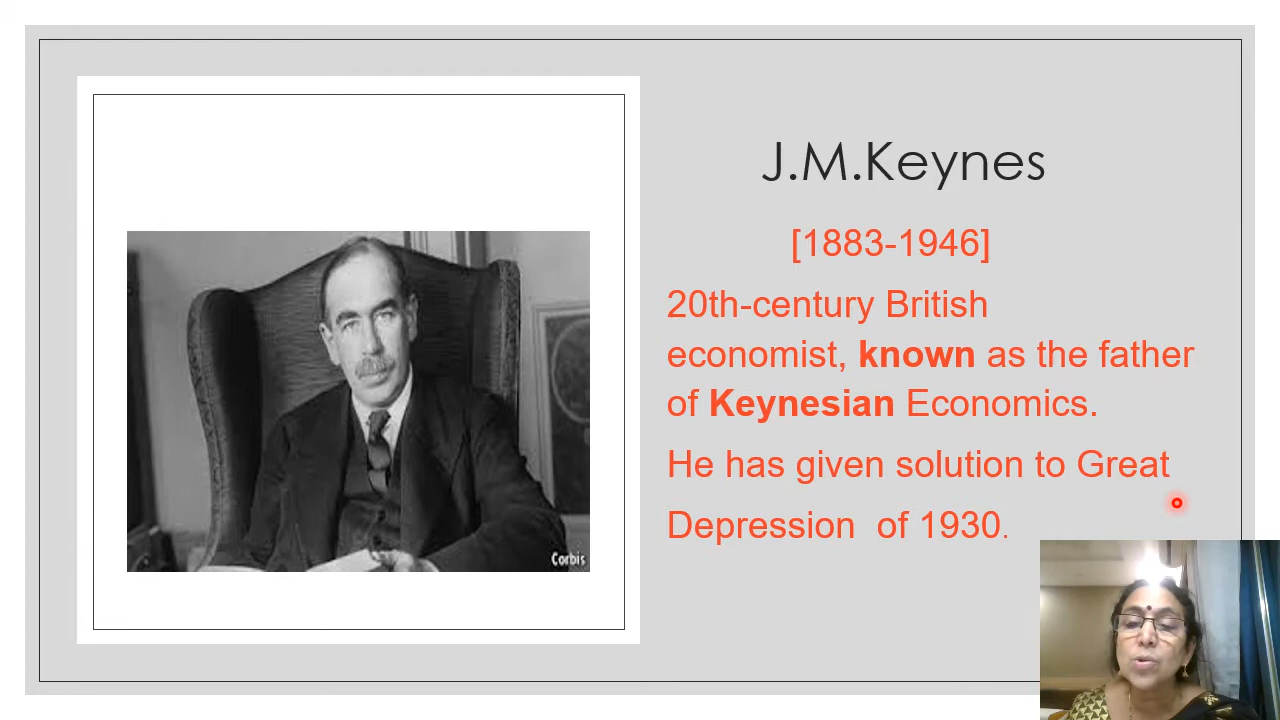 J.M.Keynes
[1883-1946]
20th-century British
economist, known as the father
of Keynesian Economics.
He has given solution to Great
Depression of 1930.
Corbis